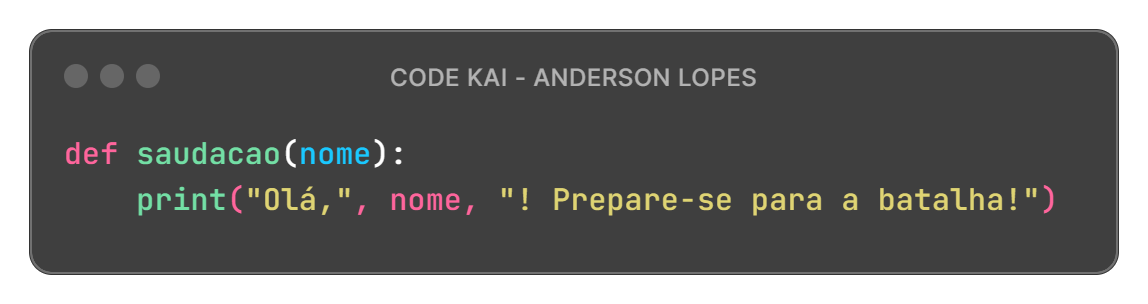 CODE KAI - ANDERSON LOPES
def saudacao(nome):
    print("Olá,", nome, "! Prepare-se para a batalha!")